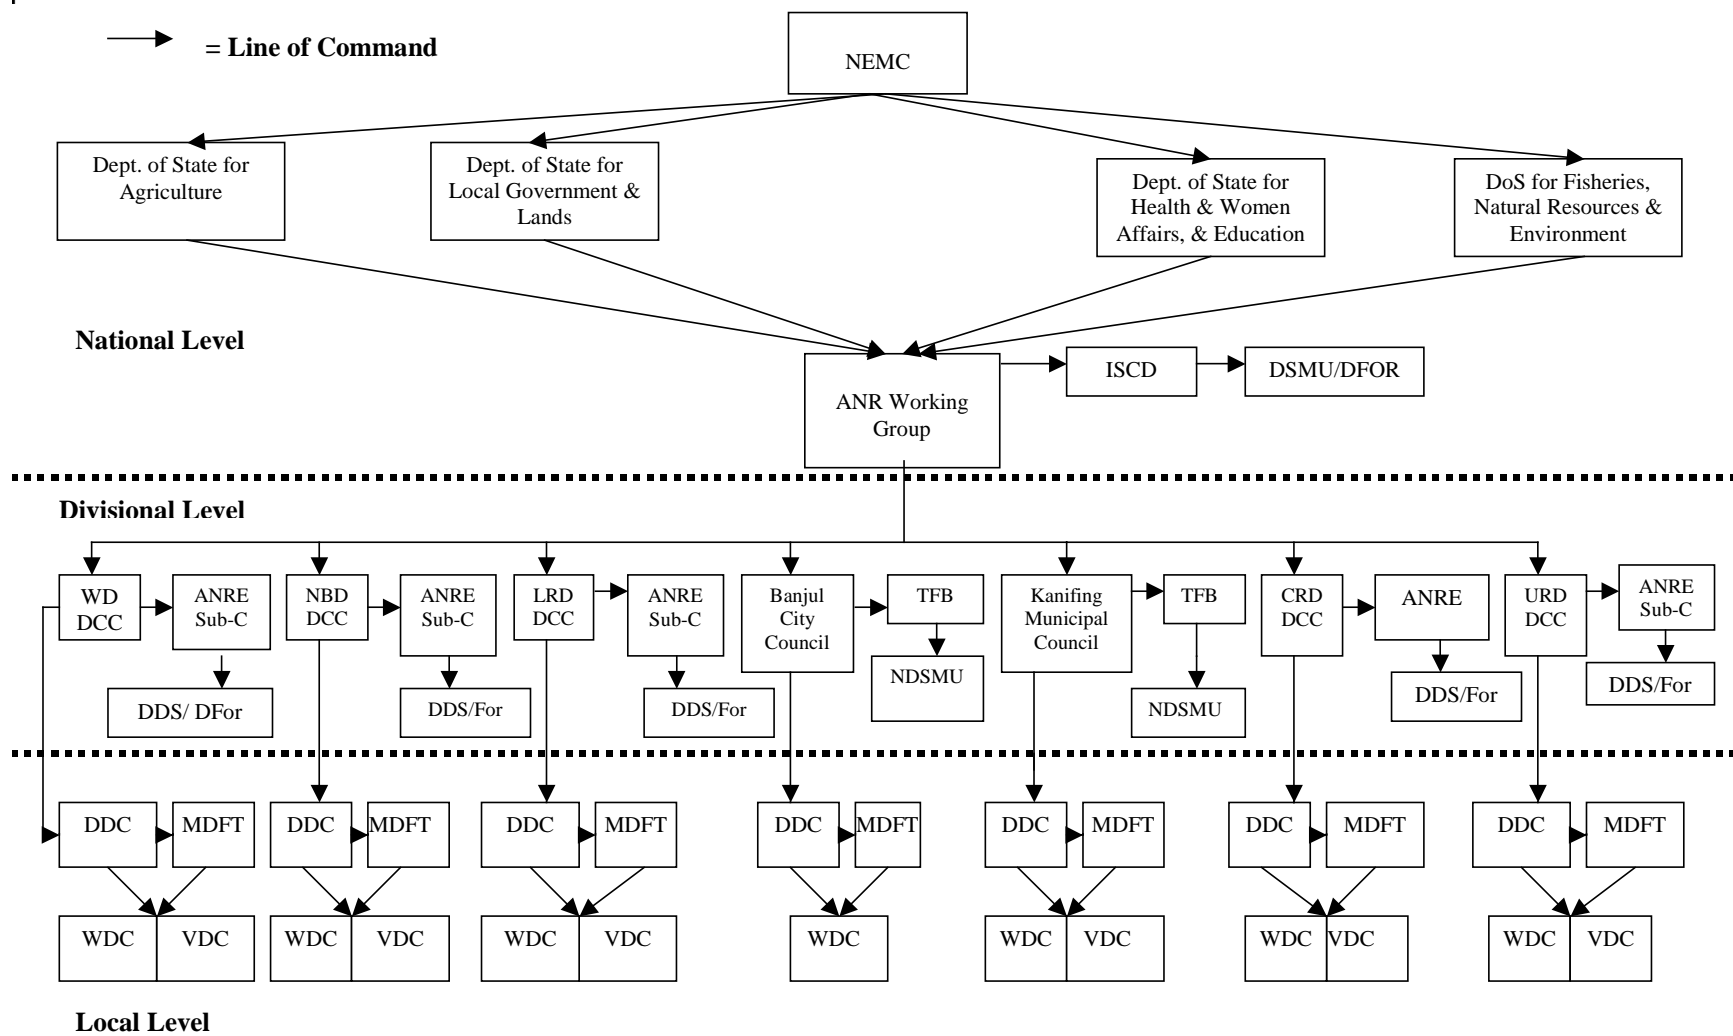 = Line of Command
NEMC
Dept. of State for
Agriculture
Dept. of State for
Local Government &
Lands
Dept. of State for
Health & Women
Affairs, & Education
DoS for Fisheries,
Natural Resources &
Environment
National Level
ISCD
DSMU/DFOR
ANR Working
Group
Divisional Level
WD
DCC
ANRE
Sub-C
NBD
DCC
ANRE
Sub-C
LRD
DCC
ANRE
Sub-C
Banjul
City
Council
TFB
Kanifing
Municipal
Council
TFB
CRD
DCC
ANRE
URD
DCC
ANRE
Sub-C
DDS/ DFor
DDS/For
DDS/For
NDSMU
NDSMU
DDS/For
DDS/For
DDC
MDFT
DDC
MDFT
DDC
MDFT
DDC
MDFT
DDC
MDFT
DDC
MDFT
DDC
MDFT
WDC
VDC
WDC
VDC
WDC
VDC
WDC
WDC
VDC
WDC
VDC
WDC
VDC
Local Level